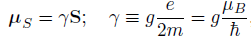 μ_S = γS;  γ ≡ g e/2m = g μ_B/ħ